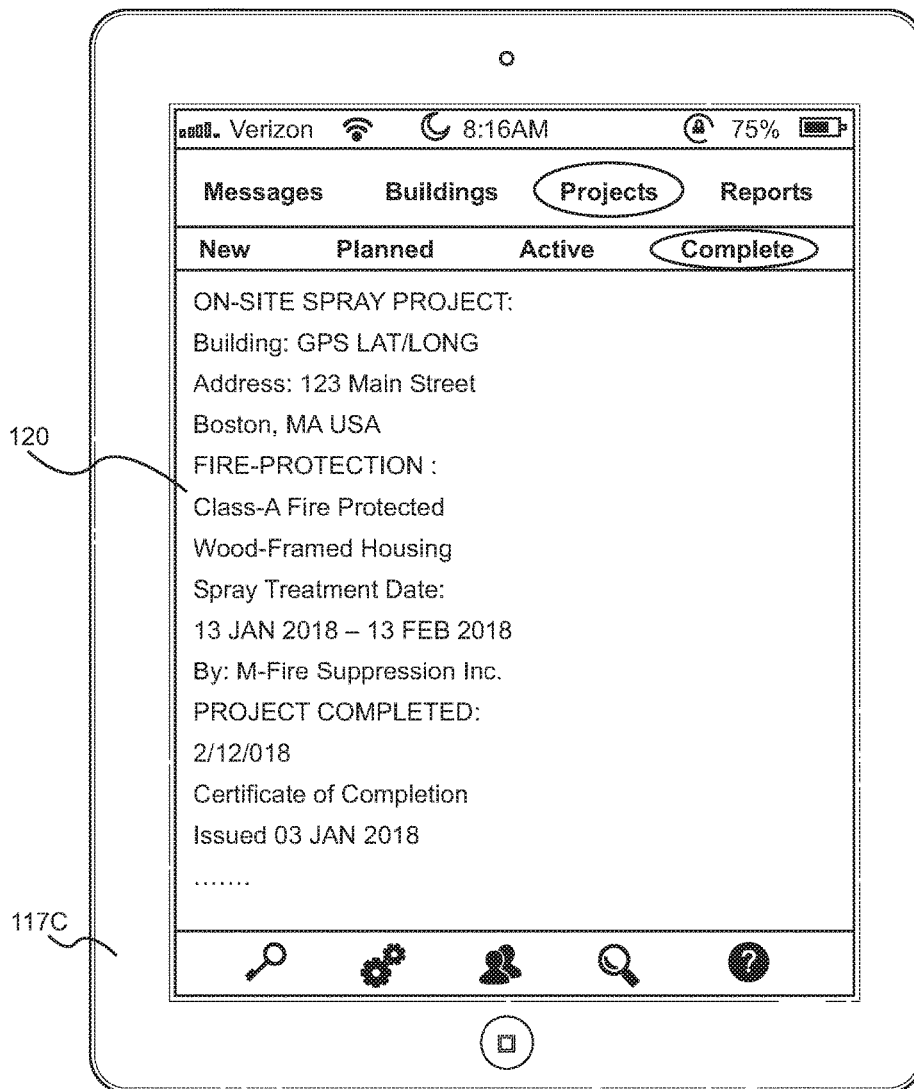 Verizon 8:16AM 75%
Messages Buildings Projects Reports
New Planned Active Complete
ON-SITE SPRAY PROJECT:
Building: GPS LAT/LONG
Address: 123 Main Street
Boston, MA USA
120
FIRE-PROTECTION :
Class-A Fire Protected
Wood-Framed Housing
Spray Treatment Date:
13 JAN 2018 – 13 FEB 2018
By: M-Fire Suppression Inc.
PROJECT COMPLETED:
2/12/018
Certificate of Completion
Issued 03 JAN 2018
.......
117C
?